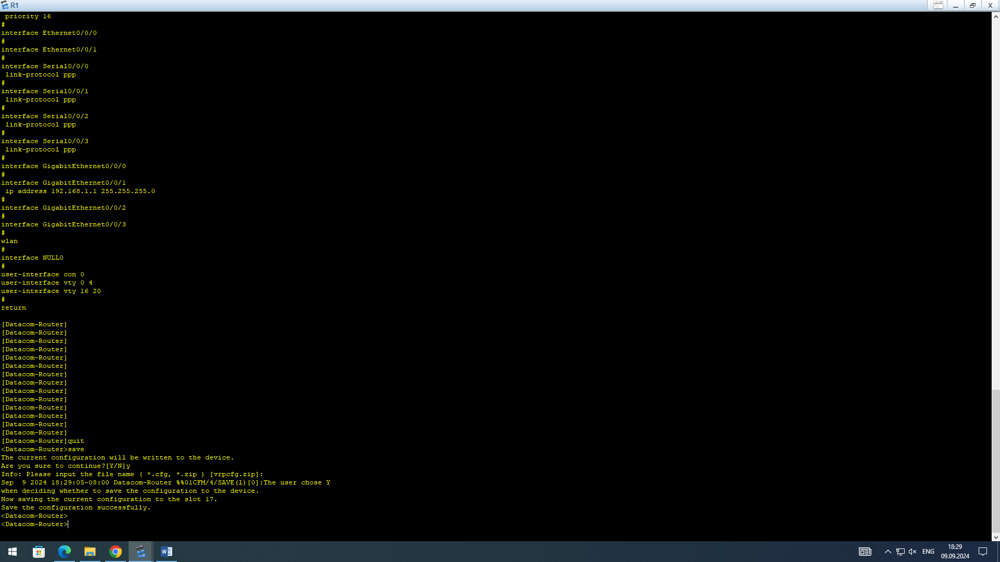 R1
priority 16
#
interface Ethernet0/0/0
#
interface Ethernet0/0/1
#
interface Serial0/0/0
 link-protocol ppp
#
interface Serial0/0/1
 link-protocol ppp
#
interface Serial0/0/2
 link-protocol ppp
#
interface Serial0/0/3
 link-protocol ppp
#
interface GigabitEthernet0/0/0
#
interface GigabitEthernet0/0/1
 ip address 192.168.1.1 255.255.255.0
#
interface GigabitEthernet0/0/2
#
interface GigabitEthernet0/0/3
#
wlan
#
interface NULL0
#
user-interface con 0
user-interface vty 0 4
user-interface vty 16 20
#
return
[Datacom-Router]
[Datacom-Router]
[Datacom-Router]
[Datacom-Router]
[Datacom-Router]
[Datacom-Router]
[Datacom-Router]
[Datacom-Router]
[Datacom-Router]
[Datacom-Router]
[Datacom-Router]
[Datacom-Router]
[Datacom-Router]
[Datacom-Router]
[Datacom-Router]quit
<Datacom-Router>save
The current configuration will be written to the device.
Are you sure to continue?[Y/N]y
Info: Please input the file name ( *.cfg, *.zip ) [vrpcfg.zip]:
Sep  9 2024 18:29:05-08:00 Datacom-Router %%01CFM/4/SAVE(l)[0]:The user chose Y
when deciding whether to save the configuration to the device.
Now saving the current configuration to the slot 17.
Save the configuration successfully.
<Datacom-Router>
<Datacom-Router>
ENG
18:29
09.09.2024